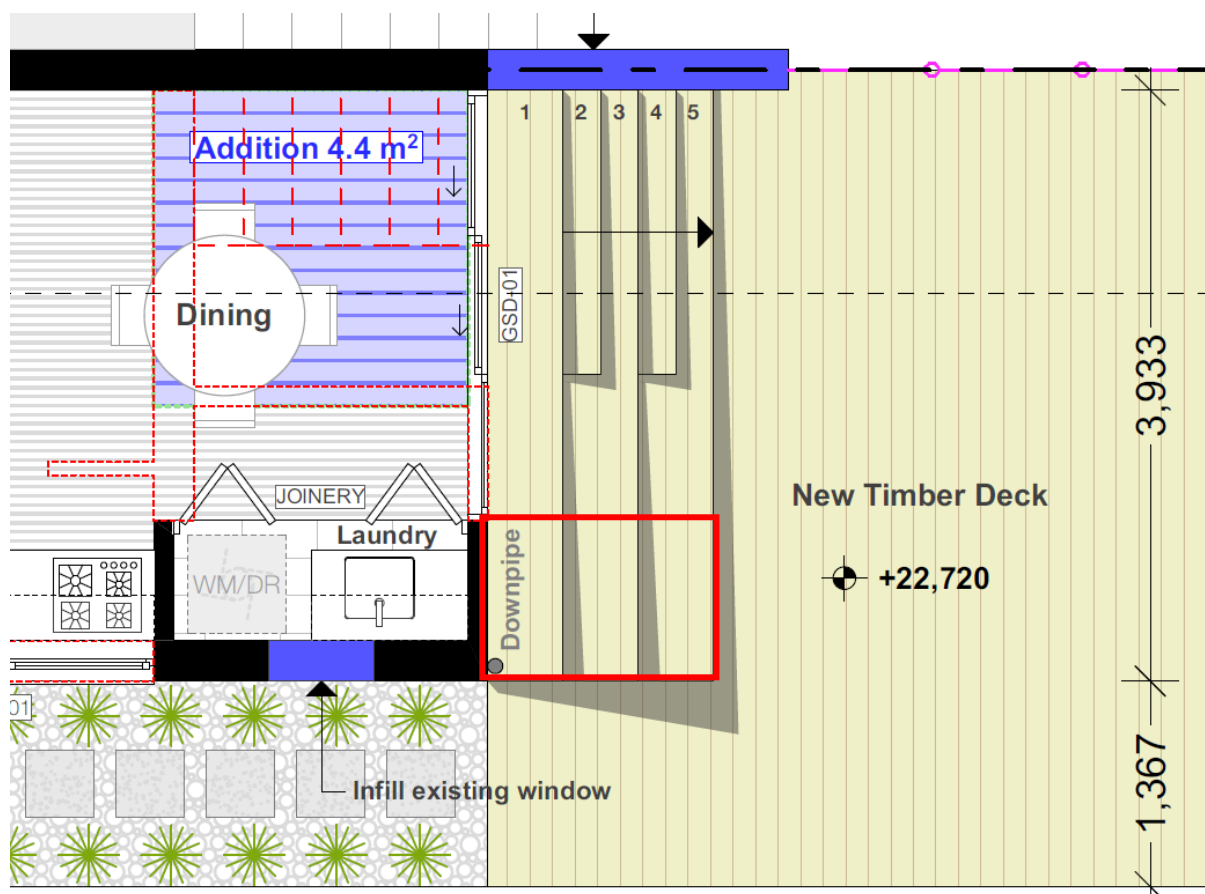 1 2 3 4 5
Addition 4.4 m²
Dining
GSD-01
3,933
JOINERY
Laundry
New Timber Deck
WM/DR
Downpipe
+22,720
01
1,367
Infill existing window